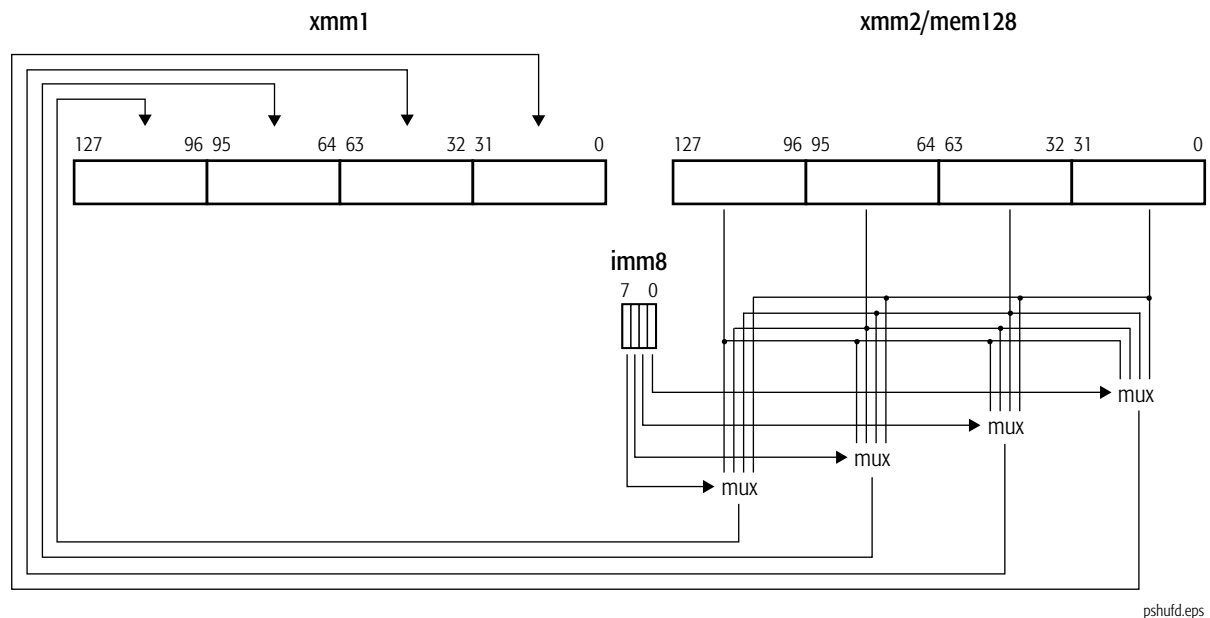 xmm1 xmm2/mem128
127 96 95 64 63 32 31 0 127 96 95 64 63 32 31 0
imm8
7 0
mux
mux
mux
mux
pshufd.eps